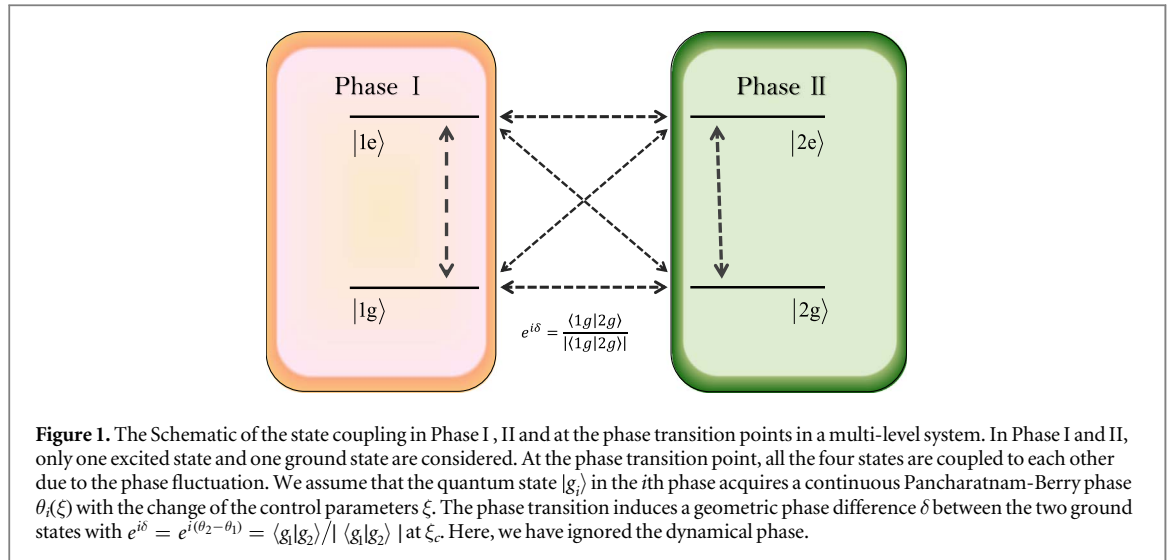 Phase Ⅰ
Phase Ⅱ
|1e⟩
|2e⟩
|1g⟩
|2g⟩
e^{iδ} = ⟨1g|2g⟩ / |⟨1g|2g⟩|
Figure 1. The Schematic of the state coupling in Phase I , II and at the phase transition points in a multi-level system. In Phase I and II,
only one excited state and one ground state are considered. At the phase transition point, all the four states are coupled to each other
due to the phase fluctuation. We assume that the quantum state |g_i⟩ in the ith phase acquires a continuous Pancharatnam-Berry phase
θ_i(ξ) with the change of the control parameters ξ. The phase transition induces a geometric phase difference δ between the two ground
states with e^{iδ} = e^{i(θ_2−θ_1)} = ⟨g_1|g_2⟩/| ⟨g_1|g_2⟩ | at ξ_c. Here, we have ignored the dynamical phase.